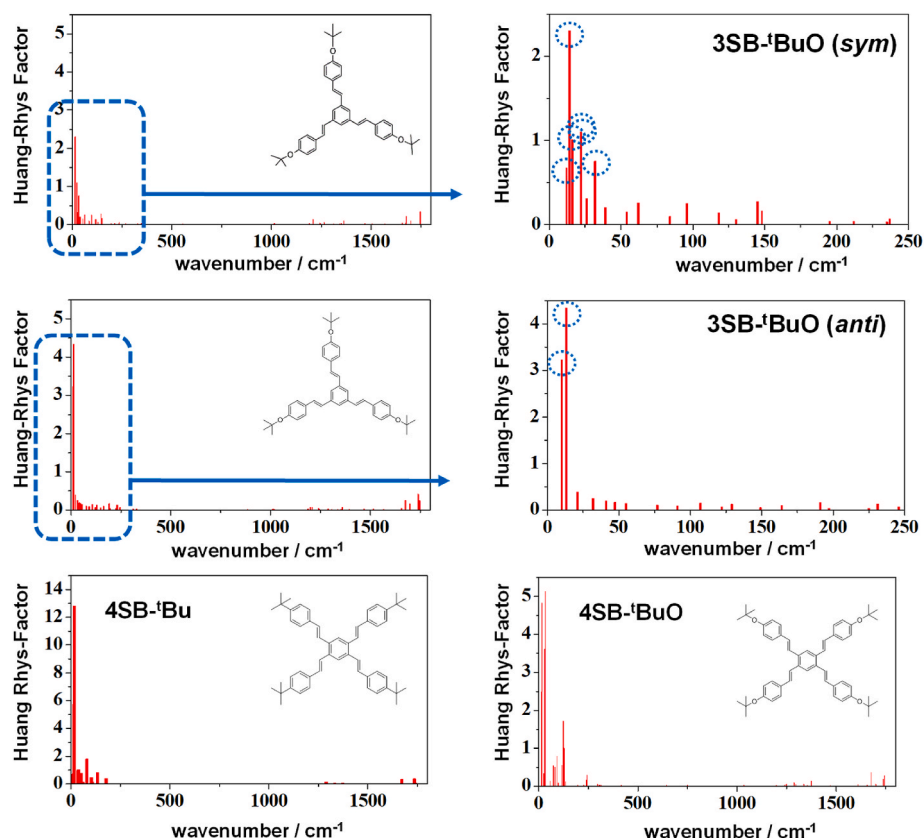 Huang-Rhys Factor
5
4
3
2
1
0
0 500 1000 1500
wavenumber / cm⁻¹
O
O
O
Huang-Rhys Factor
3SB-ᵗBuO (sym)
2
1
0
0 50 100 150 200 250
wavenumber / cm⁻¹
Huang-Rhys Factor
5
4
3
2
1
0
0 500 1000 1500
wavenumber / cm⁻¹
O
O
O
Huang-Rhys Factor
3SB-ᵗBuO (anti)
4
3
2
1
0
0 50 100 150 200 250
wavenumber / cm⁻¹
Huang Rhys-Factor
4SB-ᵗBu
14
12
10
8
6
4
2
0
0 500 1000 1500
wavenumber / cm⁻¹
Huang Rhys-Factor
4SB-ᵗBuO
5
4
3
2
1
0
0 500 1000 1500
wavenumber / cm⁻¹
O
O
O
O